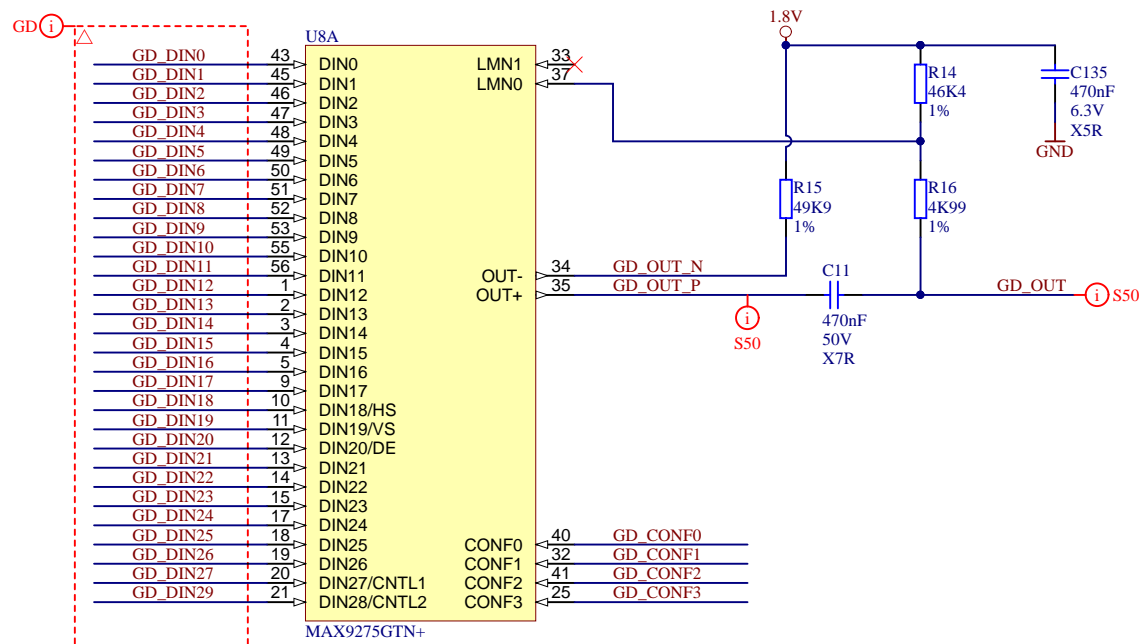 GD i
U8A
1.8V
GD_DIN0 43 DIN0
GD_DIN1 45 DIN1
GD_DIN2 46 DIN2
GD_DIN3 47 DIN3
GD_DIN4 48 DIN4
GD_DIN5 49 DIN5
GD_DIN6 50 DIN6
GD_DIN7 51 DIN7
GD_DIN8 52 DIN8
GD_DIN9 53 DIN9
GD_DIN10 55 DIN10
GD_DIN11 56 DIN11
GD_DIN12 1 DIN12
GD_DIN13 2 DIN13
GD_DIN14 3 DIN14
GD_DIN15 4 DIN15
GD_DIN16 5 DIN16
GD_DIN17 9 DIN17
GD_DIN18 10 DIN18/HS
GD_DIN19 11 DIN19/VS
GD_DIN20 12 DIN20/DE
GD_DIN21 13 DIN21
GD_DIN22 14 DIN22
GD_DIN23 15 DIN23
GD_DIN24 17 DIN24
GD_DIN25 18 DIN25
GD_DIN26 19 DIN26
GD_DIN27 20 DIN27/CNTL1
GD_DIN29 21 DIN28/CNTL2
LMN1 33
LMN0 37
OUT- 34 GD_OUT_N
OUT+ 35 GD_OUT_P
CONF0 40 GD_CONF0
CONF1 32 GD_CONF1
CONF2 41 GD_CONF2
CONF3 25 GD_CONF3
MAX9275GTN+
R14
46K4
1%
C135
470nF
6.3V
X5R
GND
R15
49K9
1%
R16
4K99
1%
C11
470nF
50V
X7R
i
S50
GD_OUT
i S50